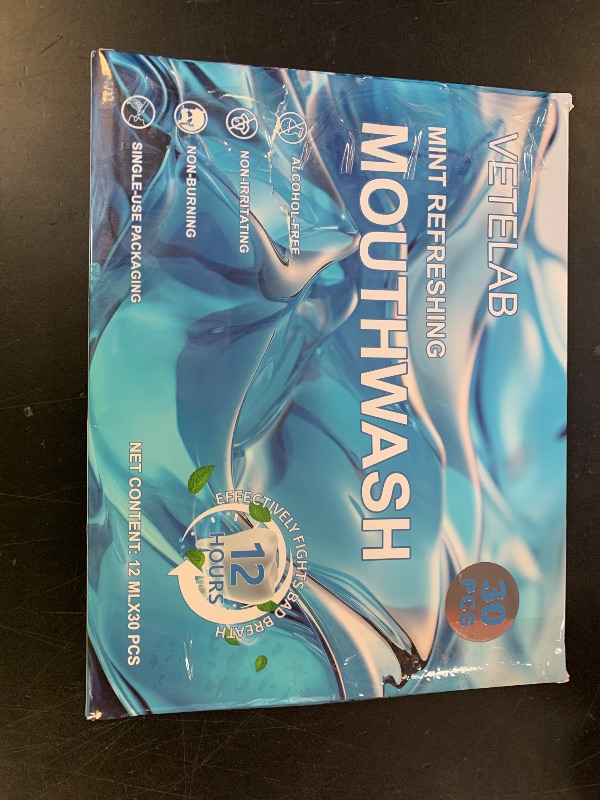 VETELAB
MINT REFRESHING
MOUTHWASH
30
PCS
ALCOHOL-FREE
NON-IRRITATING
NON-BURNING
SINGLE-USE PACKAGING
EFFECTIVELY FIGHTS BAD BREATH
12
HOURS
NET CONTENT: 12 MLX30 PCS